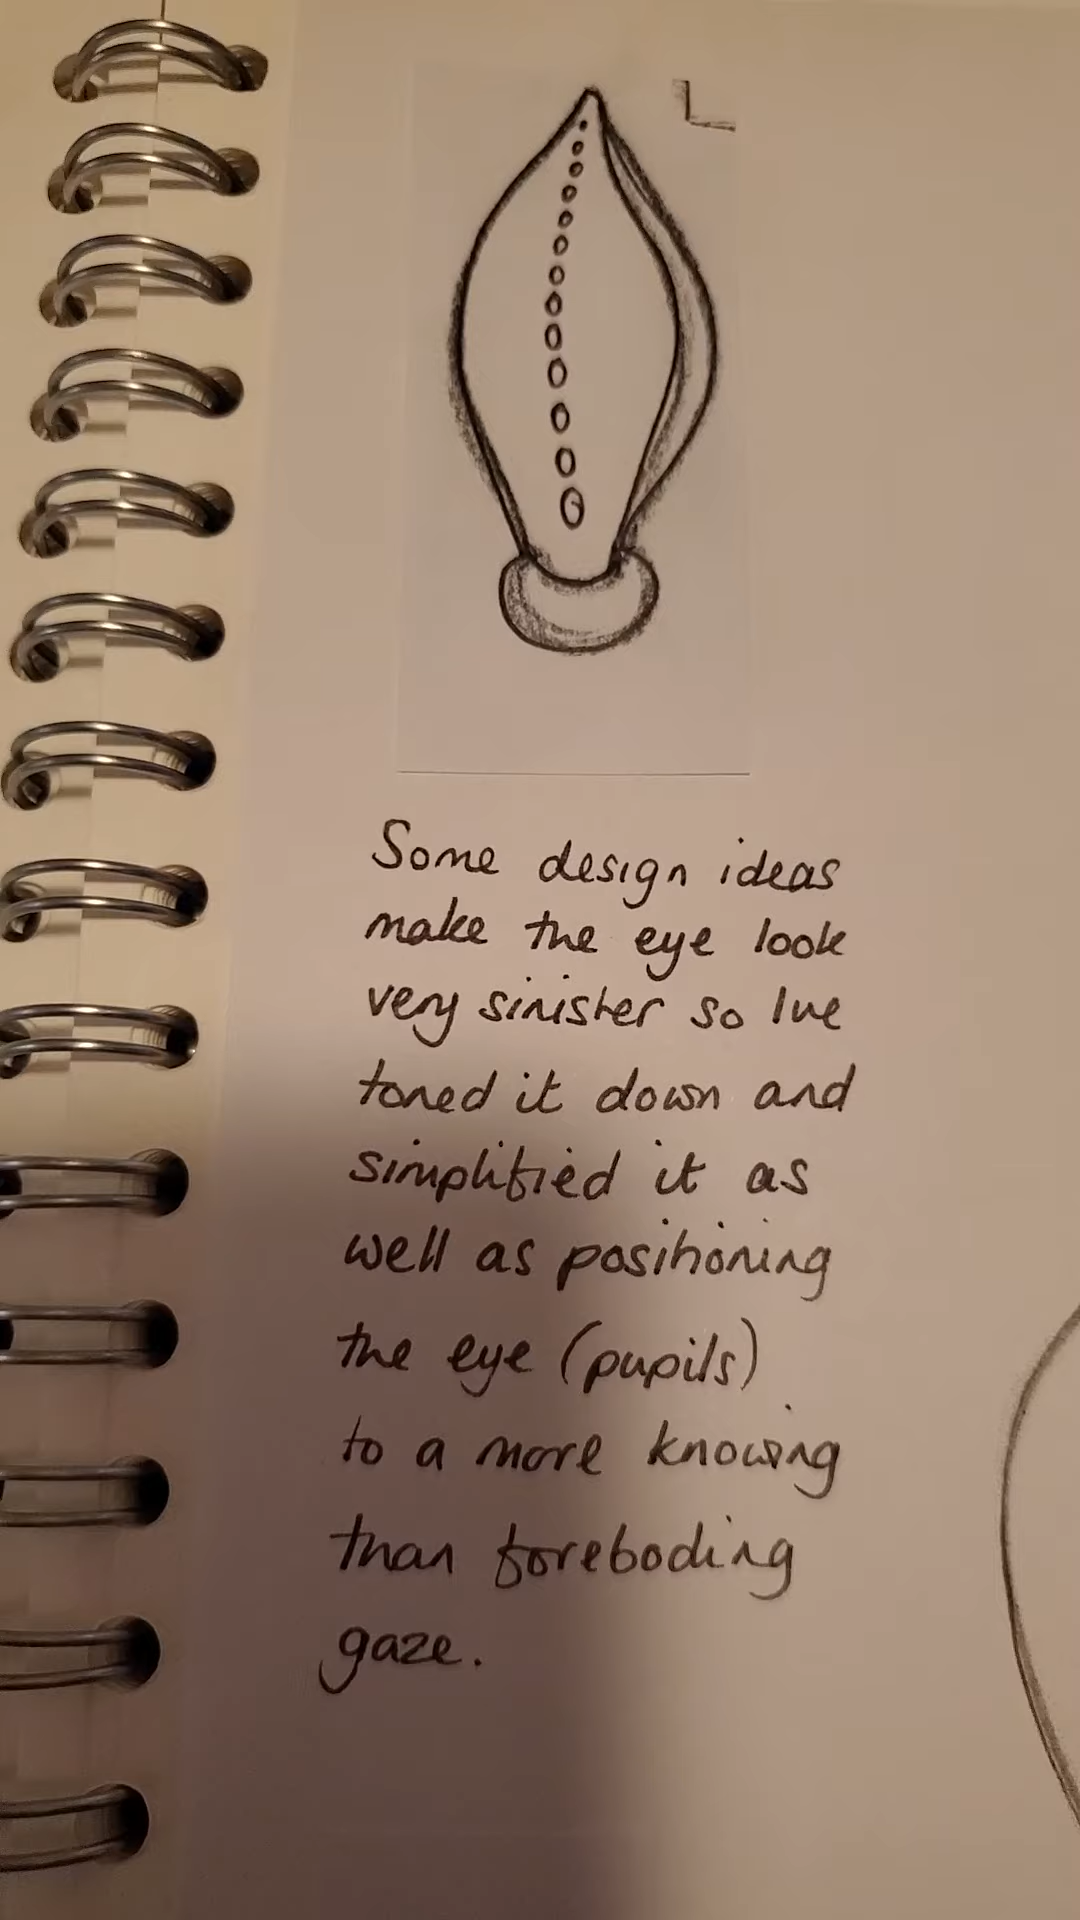 Some design ideas
make the eye look
very sinister so Ive
toned it down and
simplified it as
well as positioning
the eye (pupils)
to a more knowing
than foreboding
gaze.